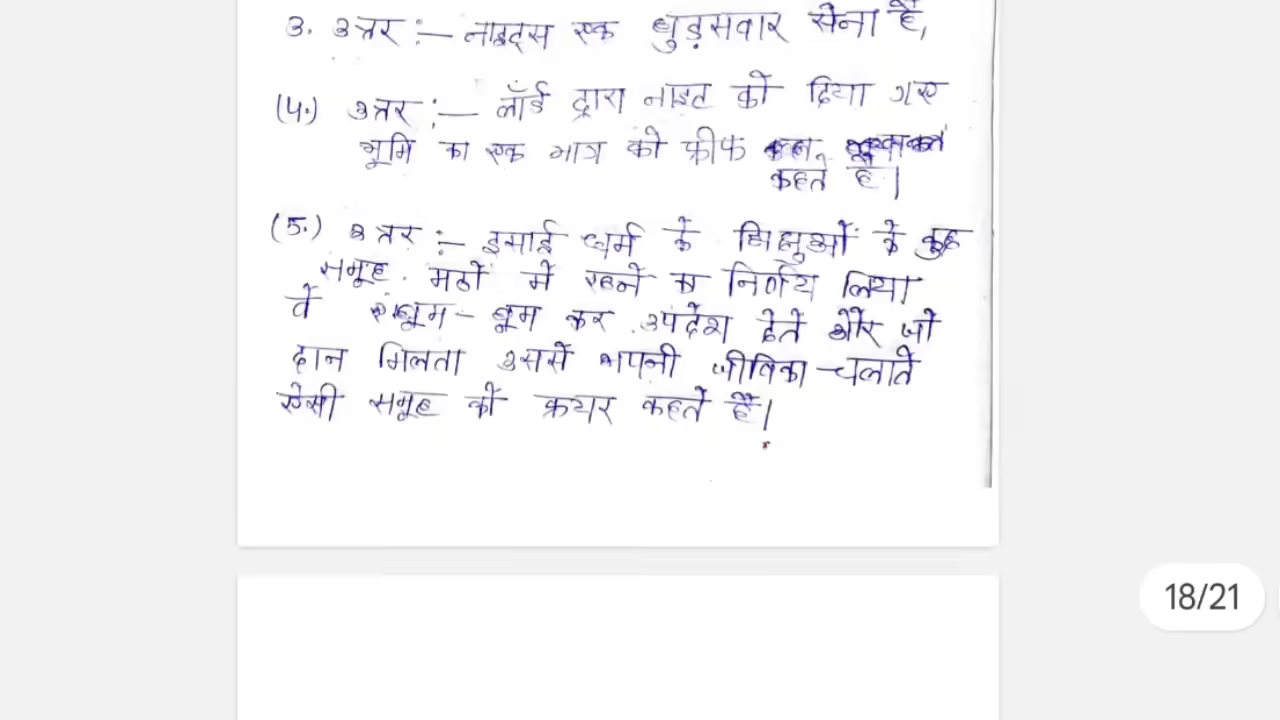 3. उत्तर :— नाइट्स एक घुड़सवार सेना है,
(4.) उत्तर :— लॉर्ड द्वारा नाइट को दिया गए
भूमि का एक भाग को फीफ
कहते है।
(5.) उत्तर :— इसाई धर्म के भिक्षुओं के कुछ
समूह. मठों में रहने का निर्णय लिया
वे घूम-घूम कर उपदेश देते और जो
दान मिलता उससे अपनी जीविका चलाते
ऐसी समूह को फ्रायर कहते है।
18/21